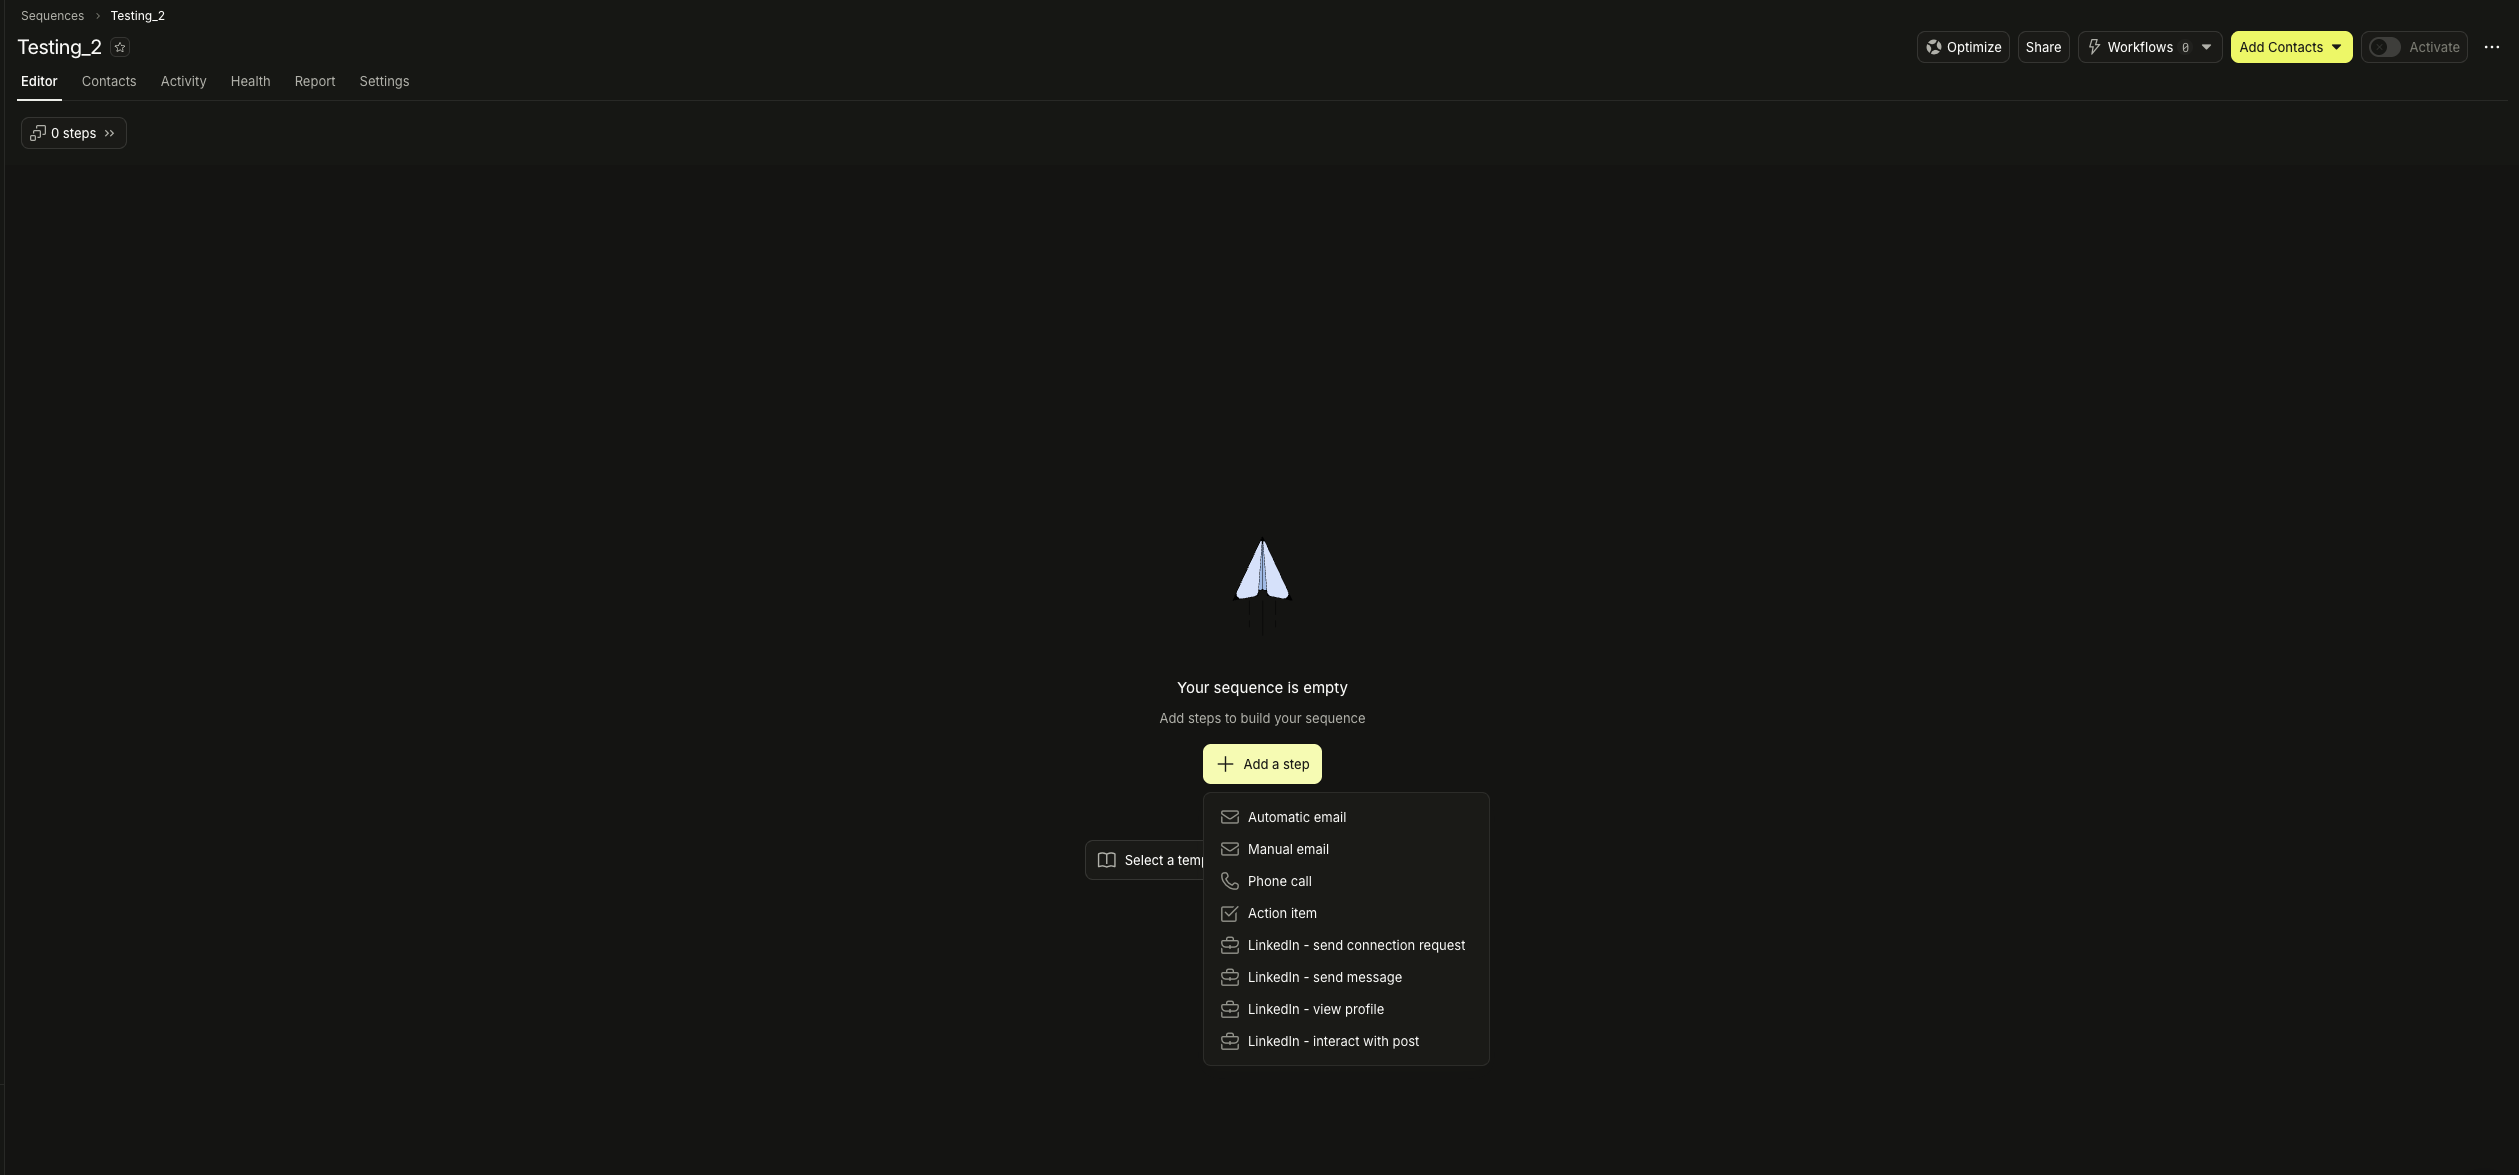 Sequences > Testing_2
Testing_2
Optimize
Share
Workflows 0
Add Contacts
Activate
Editor Contacts Activity Health Report Settings
0 steps
Your sequence is empty
Add steps to build your sequence
Add a step
Automatic email
Manual email
Select a
Phone call
Action item
LinkedIn - send connection request
LinkedIn - send message
LinkedIn - view profile
LinkedIn - interact with post